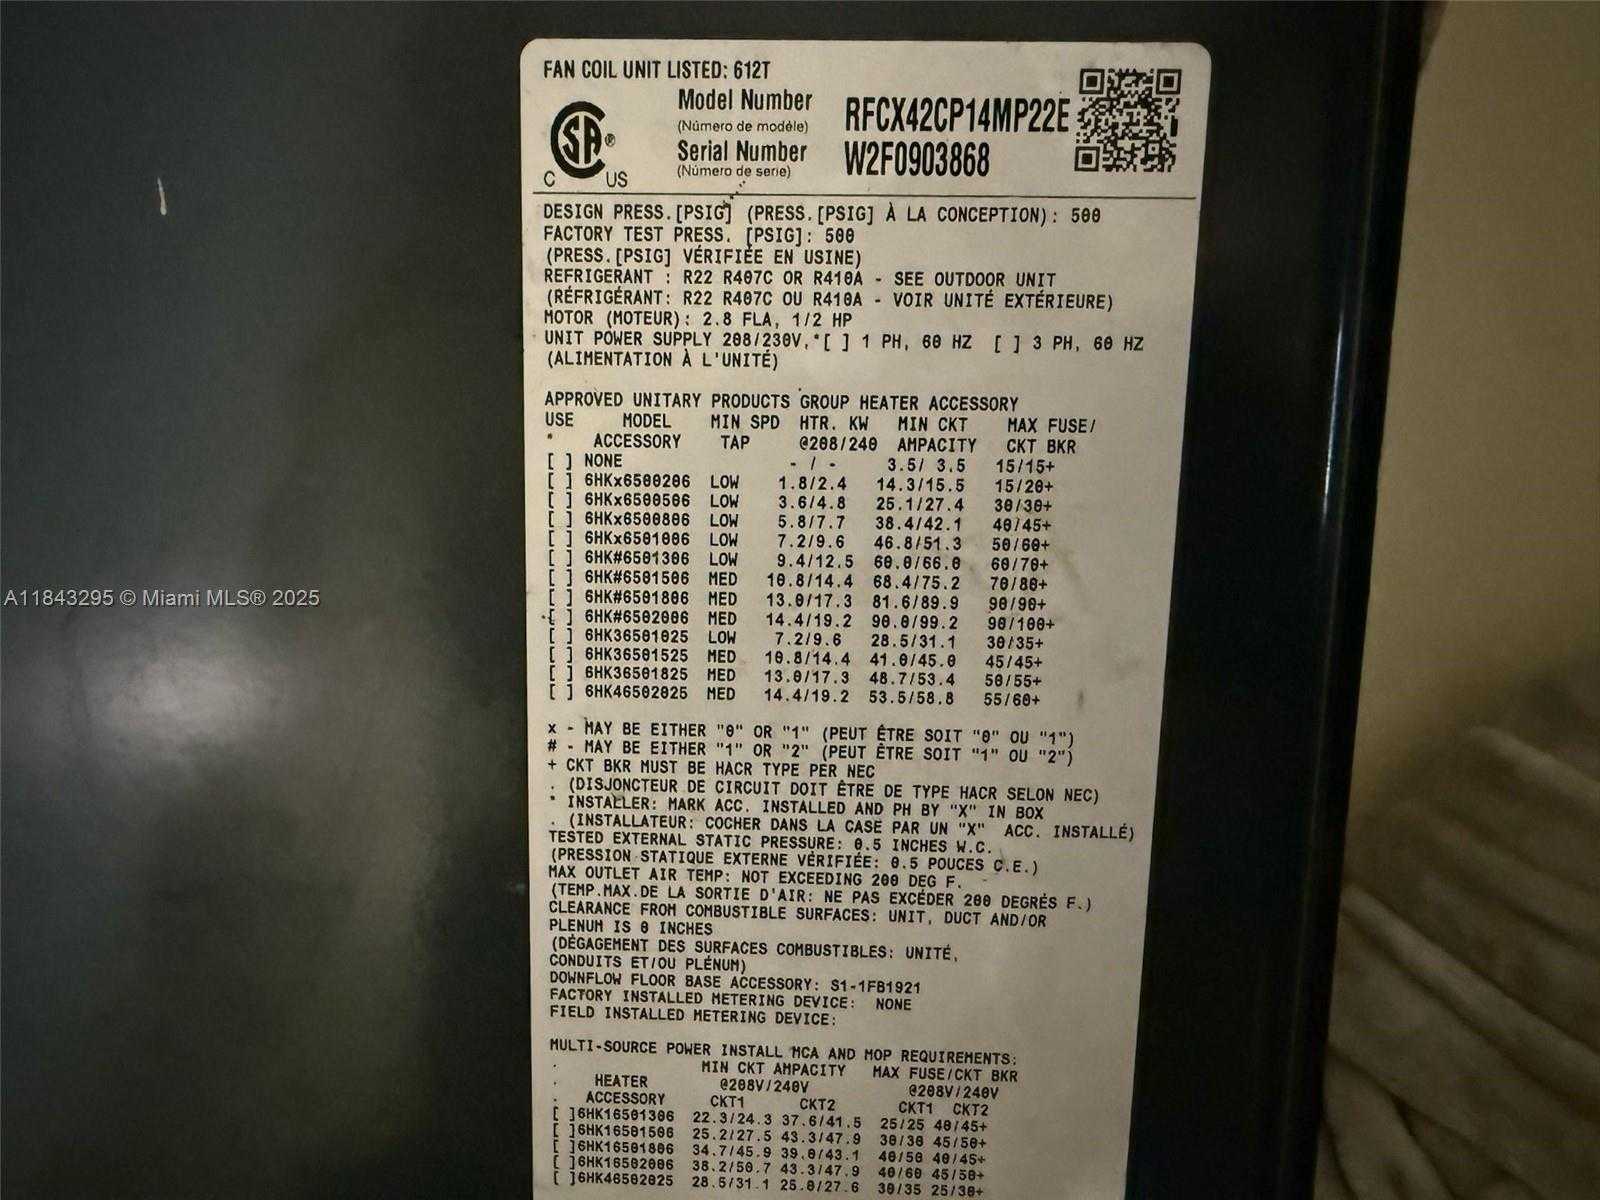 FAN COIL UNIT LISTED: 612T
Model Number RFCX42CP14MP22E
(Número de modèle)
Serial Number W2F0903868
(Número de serie)
CSA®
C US
DESIGN PRESS.[PSIG] (PRESS.[PSIG] À LA CONCEPTION): 500
FACTORY TEST PRESS. [PSIG]: 500
(PRESS.[PSIG] VÉRIFIÉE EN USINE)
REFRIGERANT : R22 R407C OR R410A - SEE OUTDOOR UNIT
(RÉFRIGÉRANT: R22 R407C OU R410A - VOIR UNITÉ EXTÉRIEURE)
MOTOR (MOTEUR): 2.8 FLA, 1/2 HP
UNIT POWER SUPPLY 208/230V,*[ ] 1 PH, 60 HZ [ ] 3 PH, 60 HZ
(ALIMENTATION À L'UNITÉ)
APPROVED UNITARY PRODUCTS GROUP HEATER ACCESSORY
USE MODEL MIN SPD HTR. KW MIN CKT MAX FUSE/
* ACCESSORY TAP @208/240 AMPACITY CKT BKR
[ ] NONE - / - 3.5/ 3.5 15/15+
[ ] 6HKx6500206 LOW 1.8/2.4 14.3/15.5 15/20+
[ ] 6HKx6500506 LOW 3.6/4.8 25.1/27.4 30/30+
[ ] 6HKx6500806 LOW 5.8/7.7 38.4/42.1 40/45+
[ ] 6HKx6501006 LOW 7.2/9.6 46.8/51.3 50/60+
[ ] 6HK#6501306 LOW 9.4/12.5 60.0/66.0 60/70+
[ ] 6HK#6501506 MED 10.8/14.4 68.4/75.2 70/80+
[ ] 6HK#6501806 MED 13.0/17.3 81.6/89.9 90/90+
[ ] 6HK#6502006 MED 14.4/19.2 90.0/99.2 90/100+
[ ] 6HK36501025 LOW 7.2/9.6 28.5/31.1 30/35+
[ ] 6HK36501525 MED 10.8/14.4 41.0/45.0 45/45+
[ ] 6HK36501825 MED 13.0/17.3 48.7/53.4 50/55+
[ ] 6HK46502025 MED 14.4/19.2 53.5/58.8 55/60+
x - MAY BE EITHER "0" OR "1" (PEUT ÊTRE SOIT "0" OU "1")
# - MAY BE EITHER "1" OR "2" (PEUT ÊTRE SOIT "1" OU "2")
+ CKT BKR MUST BE HACR TYPE PER NEC
. (DISJONCTEUR DE CIRCUIT DOIT ÊTRE DE TYPE HACR SELON NEC)
* INSTALLER: MARK ACC. INSTALLED AND PH BY "X" IN BOX
. (INSTALLATEUR: COCHER DANS LA CASE PAR UN "X" ACC. INSTALLÉ)
TESTED EXTERNAL STATIC PRESSURE: 0.5 INCHES W.C.
(PRESSION STATIQUE EXTERNE VÉRIFIÉE: 0.5 POUCES C.E.)
MAX OUTLET AIR TEMP: NOT EXCEEDING 200 DEG F.
(TEMP.MAX.DE LA SORTIE D'AIR: NE PAS EXCÉDER 200 DEGRÉS F.)
CLEARANCE FROM COMBUSTIBLE SURFACES: UNIT, DUCT AND/OR
PLENUM IS 0 INCHES
(DÉGAGEMENT DES SURFACES COMBUSTIBLES: UNITÉ,
CONDUITS ET/OU PLÉNUM)
DOWNFLOW FLOOR BASE ACCESSORY: S1-1FB1921
FACTORY INSTALLED METERING DEVICE: NONE
FIELD INSTALLED METERING DEVICE:
MULTI-SOURCE POWER INSTALL MCA AND MOP REQUIREMENTS:
. MIN CKT AMPACITY MAX FUSE/CKT BKR
. HEATER @208V/240V @208V/240V
. ACCESSORY CKT1 CKT2 CKT1 CKT2
[ ]6HK16501306 22.3/24.3 37.6/41.5 25/25 40/45+
[ ]6HK16501506 25.2/27.5 43.3/47.9 30/30 45/50+
[ ]6HK16501806 34.7/45.9 39.0/43.1 40/50 40/45+
[ ]6HK16502006 38.2/50.7 43.3/47.9 40/60 45/50+
[ ]6HK46502025 28.5/31.1 25.0/27.6 30/35 25/30+
A11843295 © Miami MLS® 2025